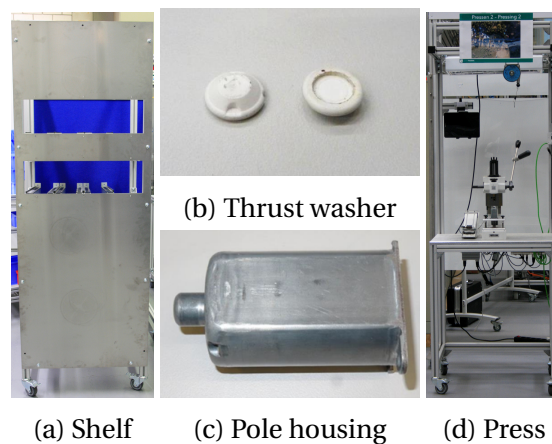 Pressen 2 - Pressing 2
(b) Thrust washer
(a) Shelf
(c) Pole housing
(d) Press